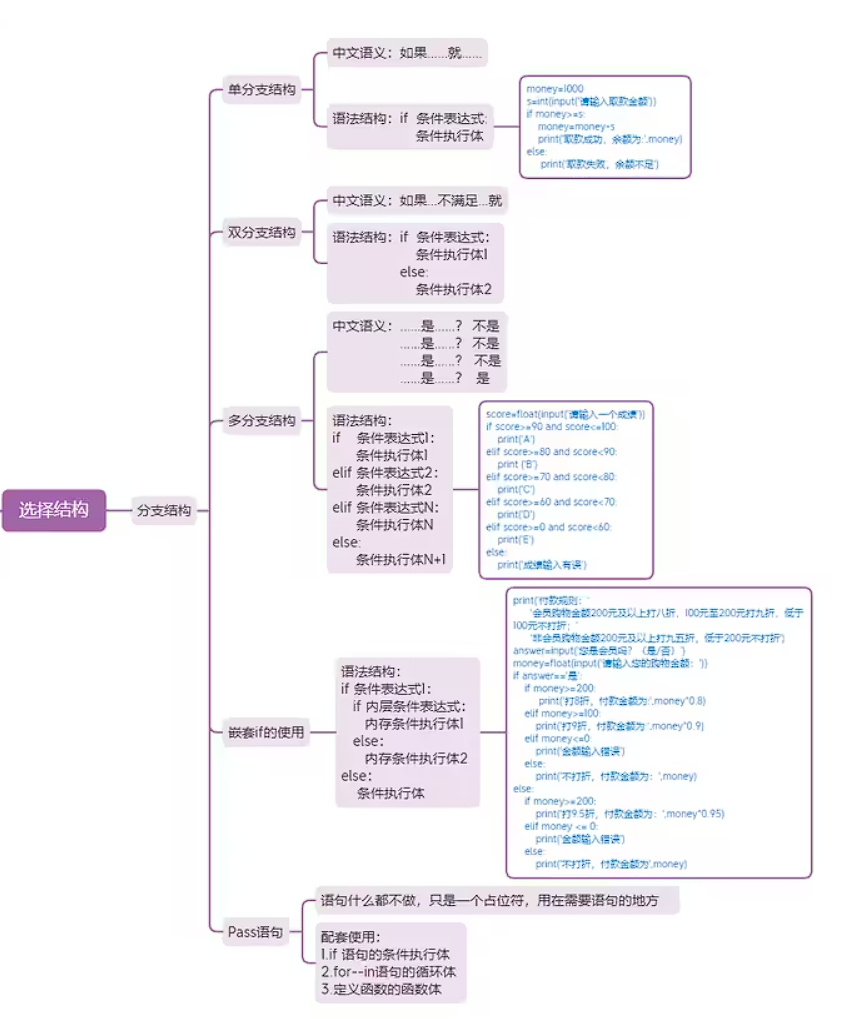 选择结构
分支结构
单分支结构
中文语义：如果……就……
语法结构：if 条件表达式:
条件执行体
money=1000
s=int(input('请输入取款金额'))
if money>=s:
money=money-s
print('取款成功，余额为:',money)
else:
print('取款失败，余额不足')
双分支结构
中文语义：如果...不满足...就
语法结构：if 条件表达式：
条件执行体1
else:
条件执行体2
多分支结构
中文语义：……是……？ 不是
……是……？ 不是
……是……？ 不是
……是……？ 是
语法结构：
if 条件表达式1：
条件执行体1
elif 条件表达式2：
条件执行体2
elif 条件表达式N：
条件执行体N
else:
条件执行体N+1
score=float(input('请输入一个成绩'))
if score>=90 and score<=100:
print('A')
elif score>=80 and score<90:
print ('B')
elif score>=70 and score<80:
print('C')
elif score>=60 and score<70:
print('D')
elif score>=0 and score<60:
print('E')
else:
print('成绩输入有误')
嵌套if的使用
语法结构：
if 条件表达式1：
if 内层条件表达式：
内存条件执行体1
else：
内存条件执行体2
else：
条件执行体
print('付款规则：'
'会员购物金额200元及以上打八折，100元至200元打九折，低于
100元不打折；'
'非会员购物金额200元及以上打九五折，低于200元不打折')
answer=input('您是会员吗？（是/否）')
money=float(input('请输入您的购物金额：'))
if answer=='是':
if money>=200:
print('打8折，付款金额为:',money*0.8)
elif money>=100:
print('打9折，付款金额为:',money*0.9)
elif money<=0:
print('金额输入错误')
else:
print('不打折，付款金额为：',money)
else:
if money>=200:
print('打9.5折，付款金额为：',money*0.95)
elif money <= 0:
print('金额输入错误')
else:
print('不打折，付款金额为',money)
Pass语句
语句什么都不做，只是一个占位符，用在需要语句的地方
配套使用：
1.if 语句的条件执行体
2.for--in语句的循环体
3.定义函数的函数体